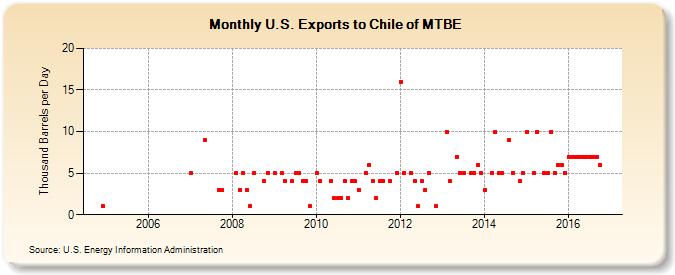 Monthly U.S. Exports to Chile of MTBE
Thousand Barrels per Day
20
15
10
5
0
2006 2008 2010 2012 2014 2016
Source: U.S. Energy Information Administration